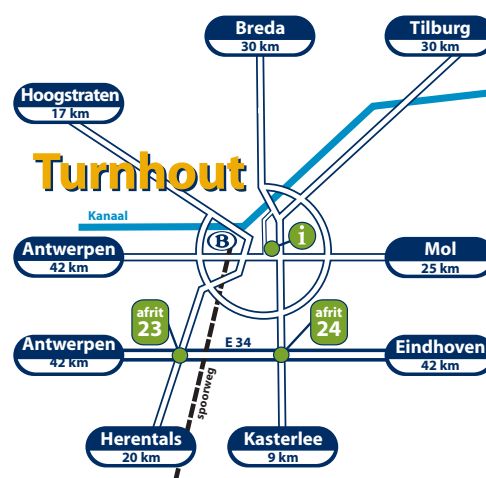 Breda
30 km
Tilburg
30 km
Hoogstraten
17 km
Turnhout
Kanaal
B
i
Antwerpen
42 km
Mol
25 km
afrit
23
afrit
24
Antwerpen
42 km
E 34
Eindhoven
42 km
spoorweg
Herentals
20 km
Kasterlee
9 km